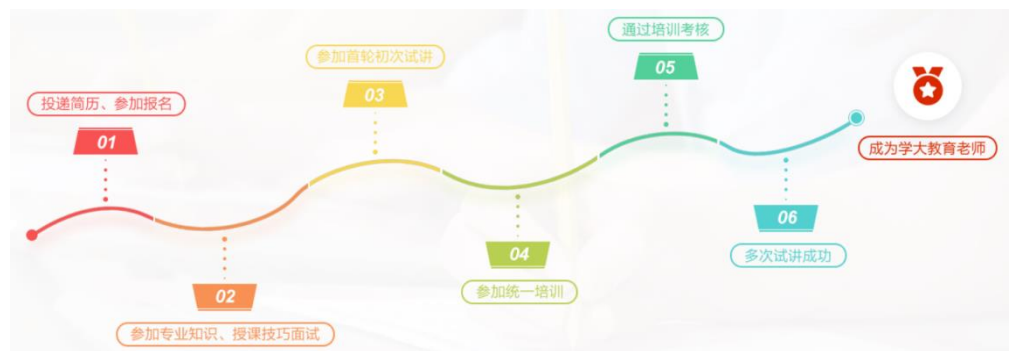 投递简历、参加报名
01
02
参加专业知识、授课技巧面试
参加首轮初次试讲
03
04
参加统一培训
通过培训考核
05
06
多次试讲成功
成为学大教育老师